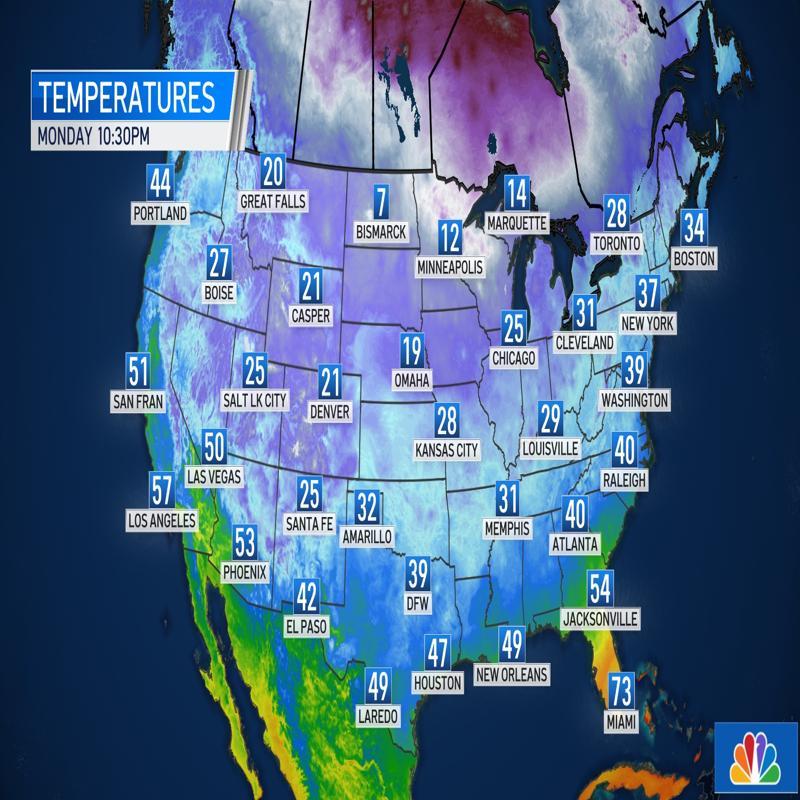 TEMPERATURES
MONDAY 10:30PM
44
PORTLAND
20
GREAT FALLS
7
BISMARCK
14
MARQUETTE
12
MINNEAPOLIS
28
TORONTO
34
BOSTON
27
BOISE
21
CASPER
37
NEW YORK
31
CLEVELAND
25
CHICAGO
19
OMAHA
51
SAN FRAN
25
SALT LK CITY
21
DENVER
39
WASHINGTON
28
KANSAS CITY
29
LOUISVILLE
50
LAS VEGAS
40
RALEIGH
57
LOS ANGELES
25
SANTA FE
32
AMARILLO
31
MEMPHIS
40
ATLANTA
53
PHOENIX
42
EL PASO
39
DFW
54
JACKSONVILLE
47
HOUSTON
49
NEW ORLEANS
49
LAREDO
73
MIAMI